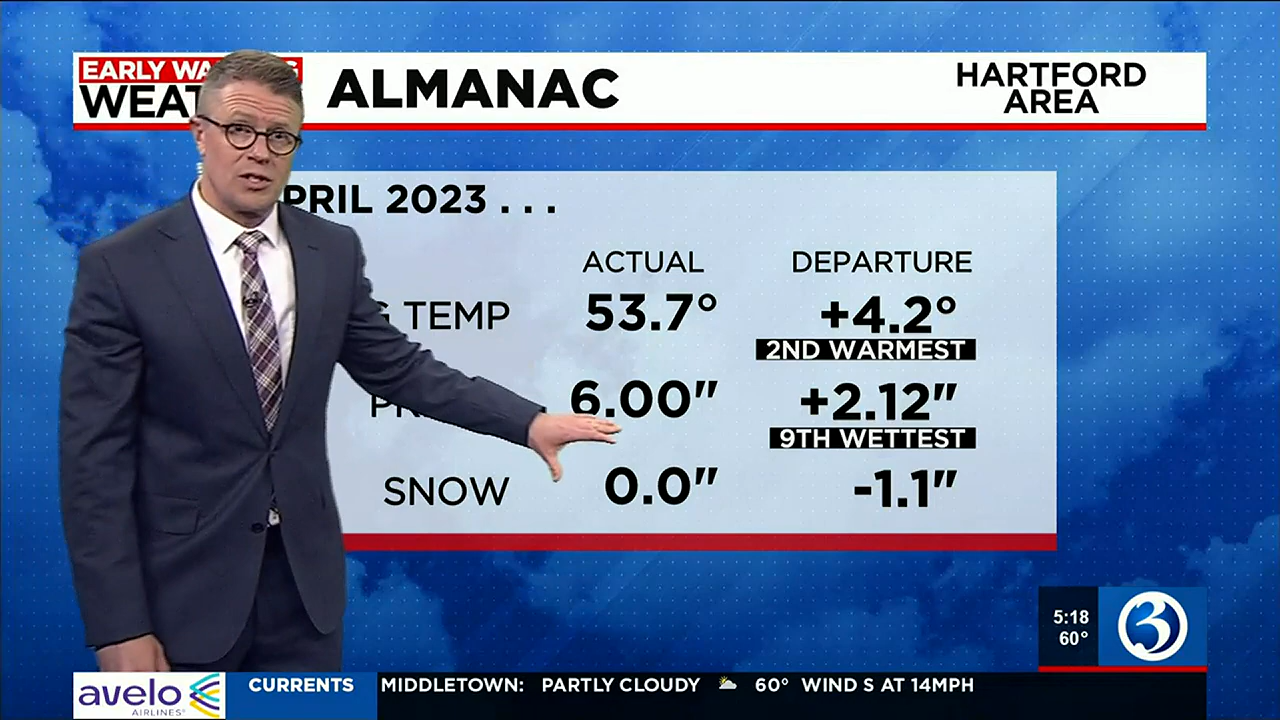 EARLY
ALMANAC
HARTFORD
AREA
PRIL 2023 . . .
ACTUAL DEPARTURE
TEMP 53.7° +4.2°
2ND WARMEST
6.00" +2.12"
9TH WETTEST
SNOW 0.0" -1.1"
5:18
60°
3
avelo
AIRLINES
CURRENTS MIDDLETOWN: PARTLY CLOUDY 60° WIND S AT 14MPH